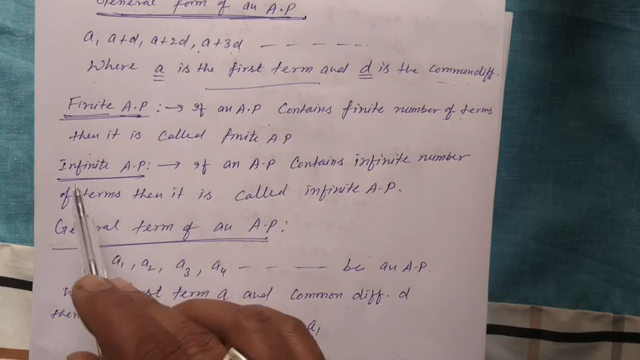 General form of an A.P
a, a+d, a+2d, a+3d - - - - - -
Where a is the first term and d is the common diff.
Finite A.P :→ If an A.P Contains finite number of terms
then it is called finite A.P
Infinite A.P: → If an A.P Contains infinite number
of terms then it is called infinite A.P.
General term of an A.P:
a1, a2, a3, a4 - - - - be an A.P.
term a and common diff. d
a1